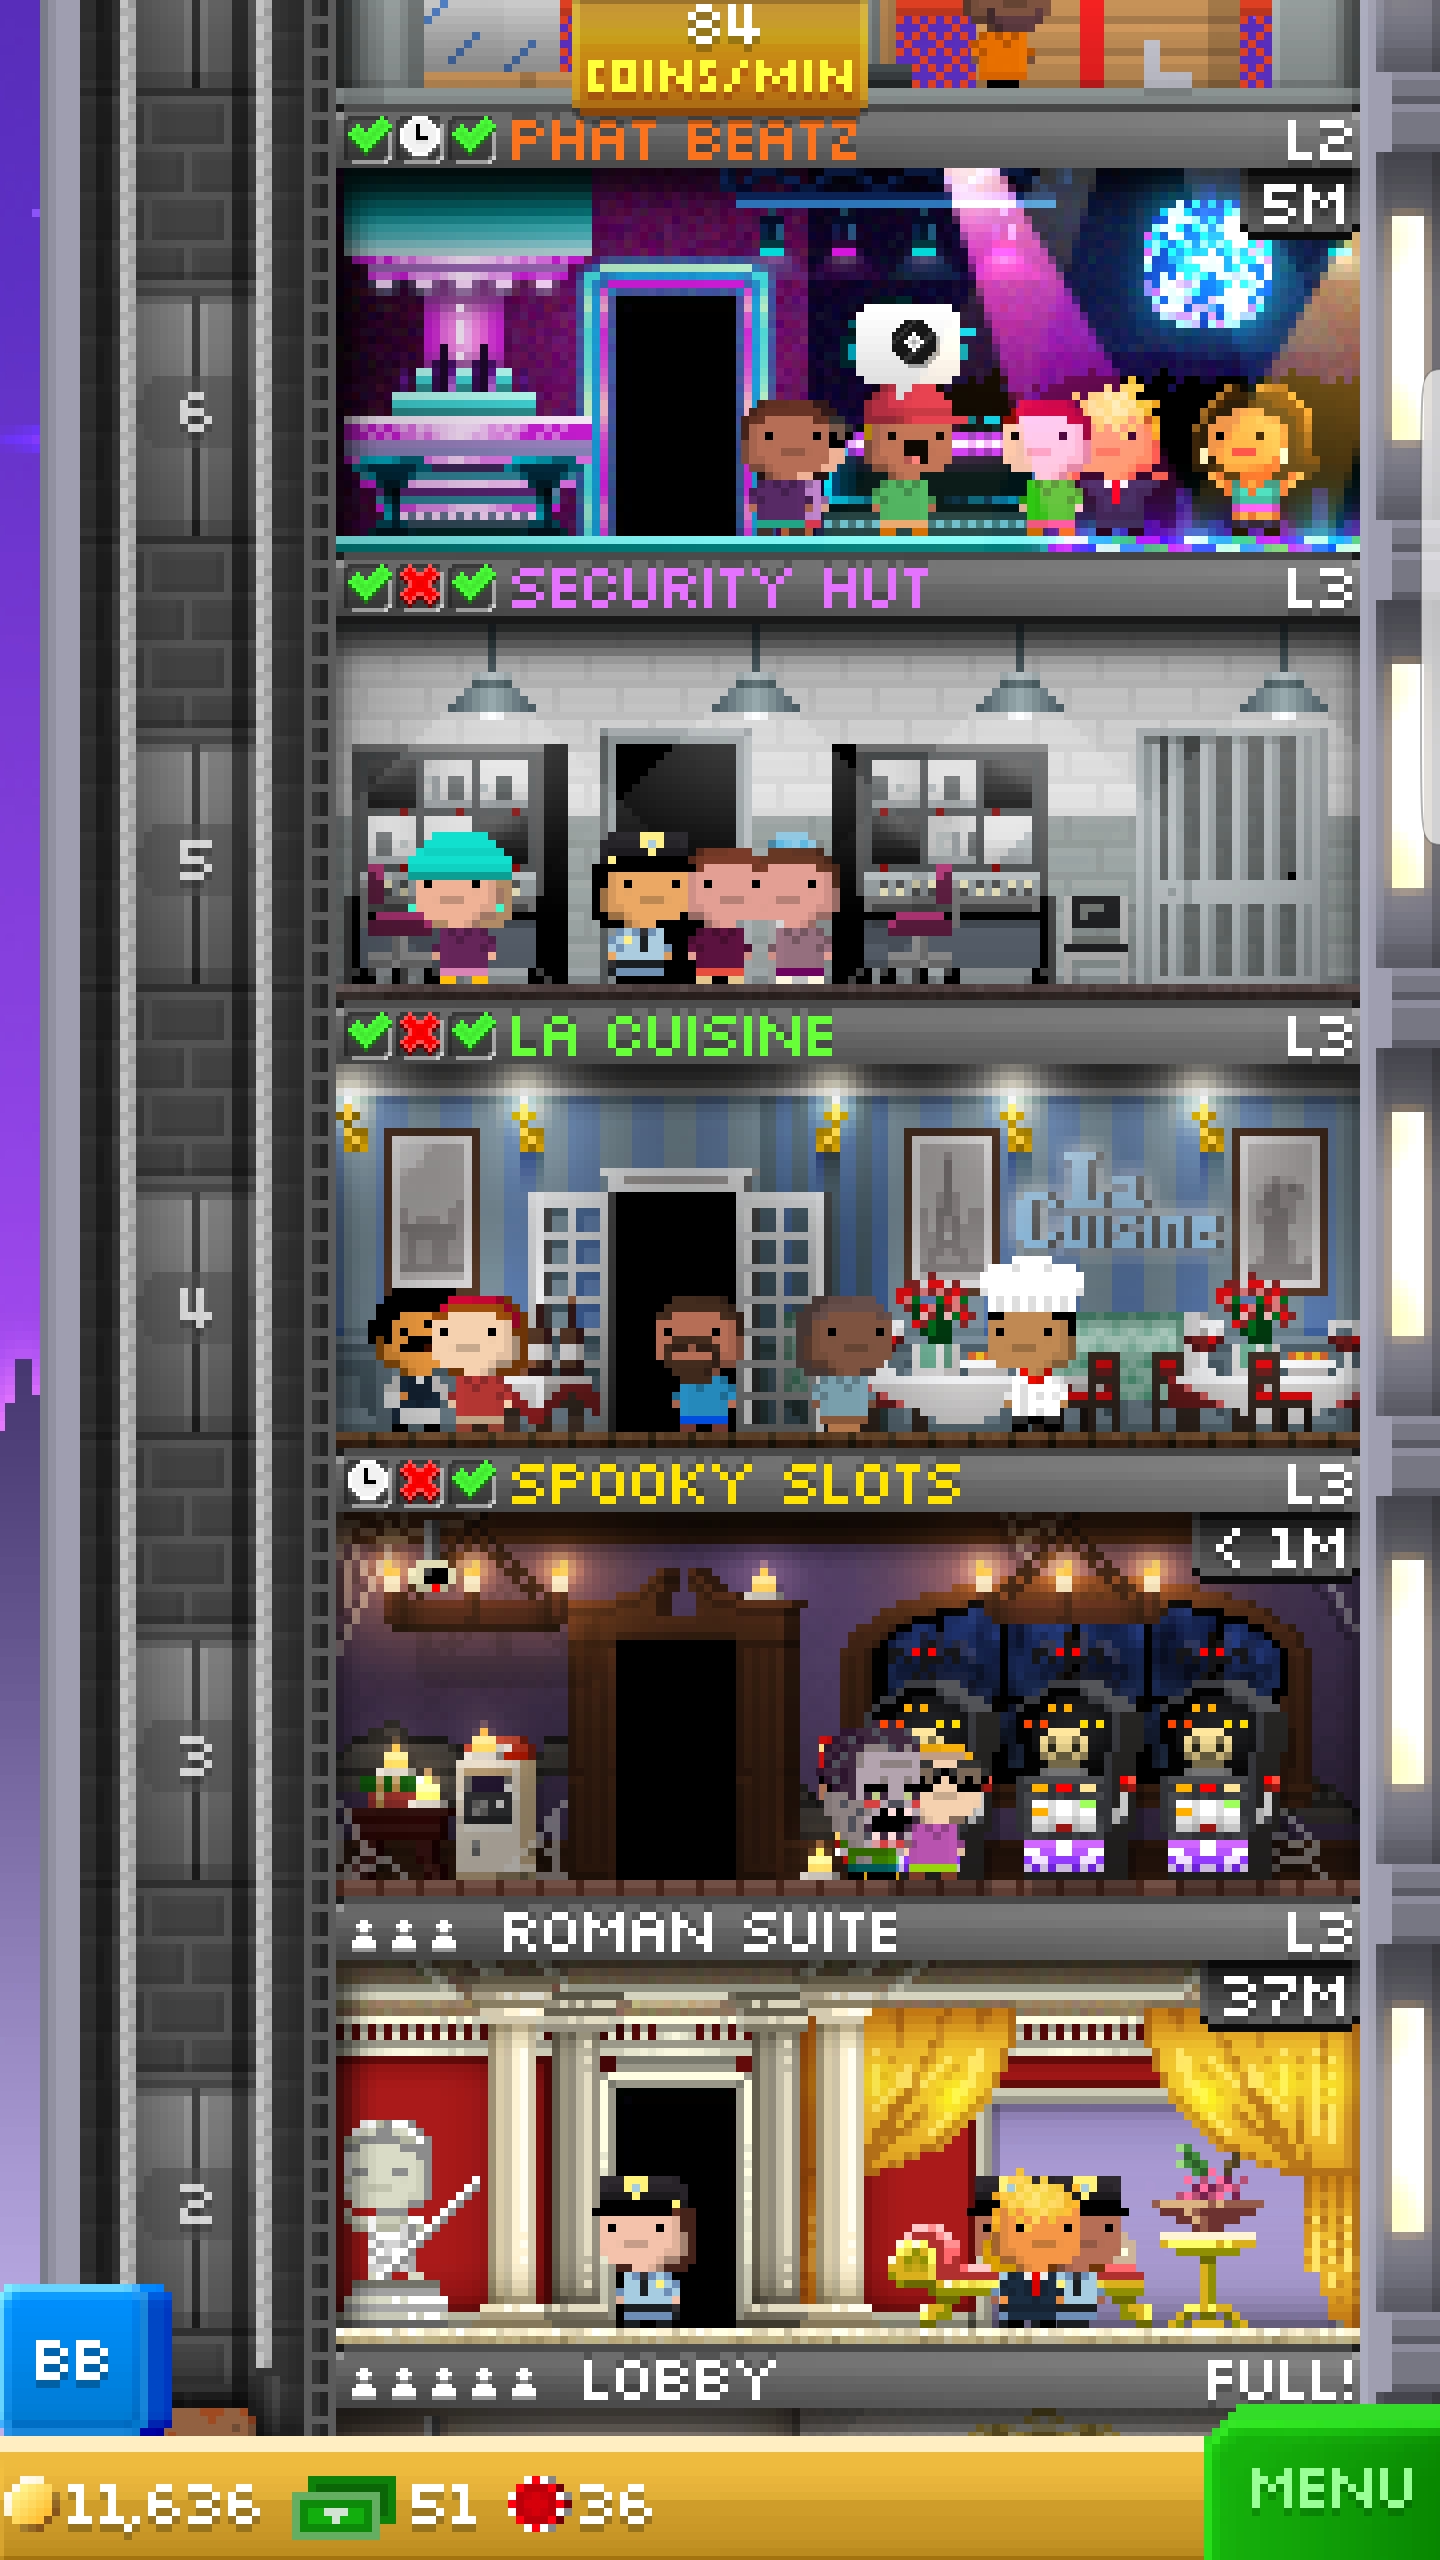 84
COINS/MIN
PHAT BEATZ L2
5M
6
SECURITY HUT L3
5
LA CUISINE L3
La
Cuisine
4
SPOOKY SLOTS L3
< 1M
3
ROMAN SUITE L3
37M
2
BB
LOBBY FULL!
11,636 51 36
MENU